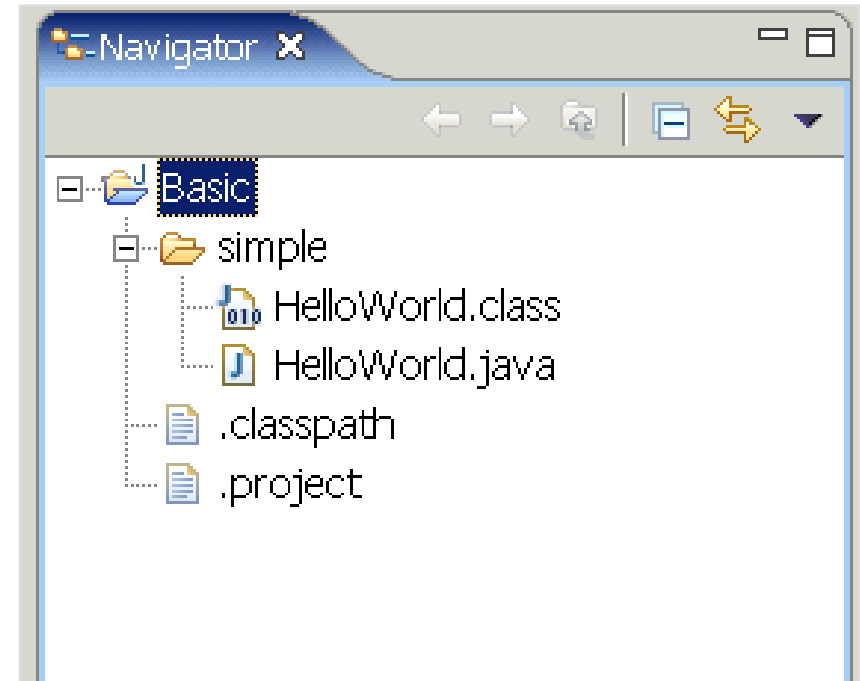 Navigator
Basic
simple
HelloWorld.class
HelloWorld.java
.classpath
.project